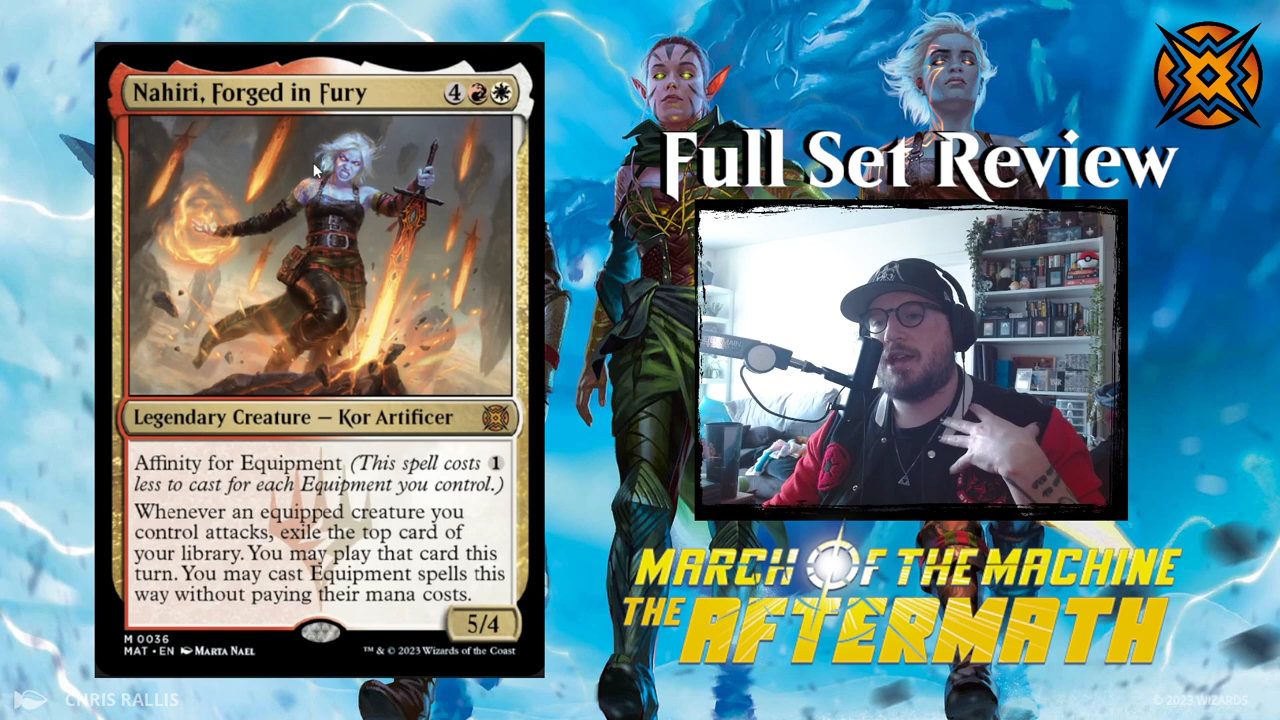 Nahiri, Forged in Fury 4
Legendary Creature — Kor Artificer
Affinity for Equipment (This spell costs 1
less to cast for each Equipment you control.)
Whenever an equipped creature you
control attacks, exile the top card of
your library. You may play that card this
turn. You may cast Equipment spells this
way without paying their mana costs.
5/4
M 0036
MAT • EN MARTA NAEL
™ & © 2023 Wizards of the Coast
Full Set Review
MARCH OF THE MACHINE
THE AFTERMATH
CHRIS RALLIS
© 2023 WIZARDS